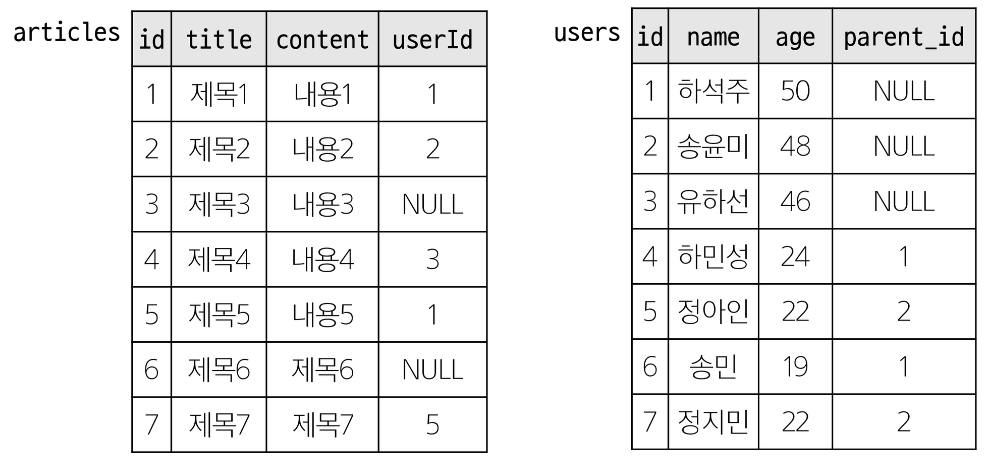 articles
id title content userId
1 제목1 내용1 1
2 제목2 내용2 2
3 제목3 내용3 NULL
4 제목4 내용4 3
5 제목5 내용5 1
6 제목6 제목6 NULL
7 제목7 제목7 5
users
id name age parent_id
1 하석주 50 NULL
2 송윤미 48 NULL
3 유하선 46 NULL
4 하민성 24 1
5 정아인 22 2
6 송민 19 1
7 정지민 22 2